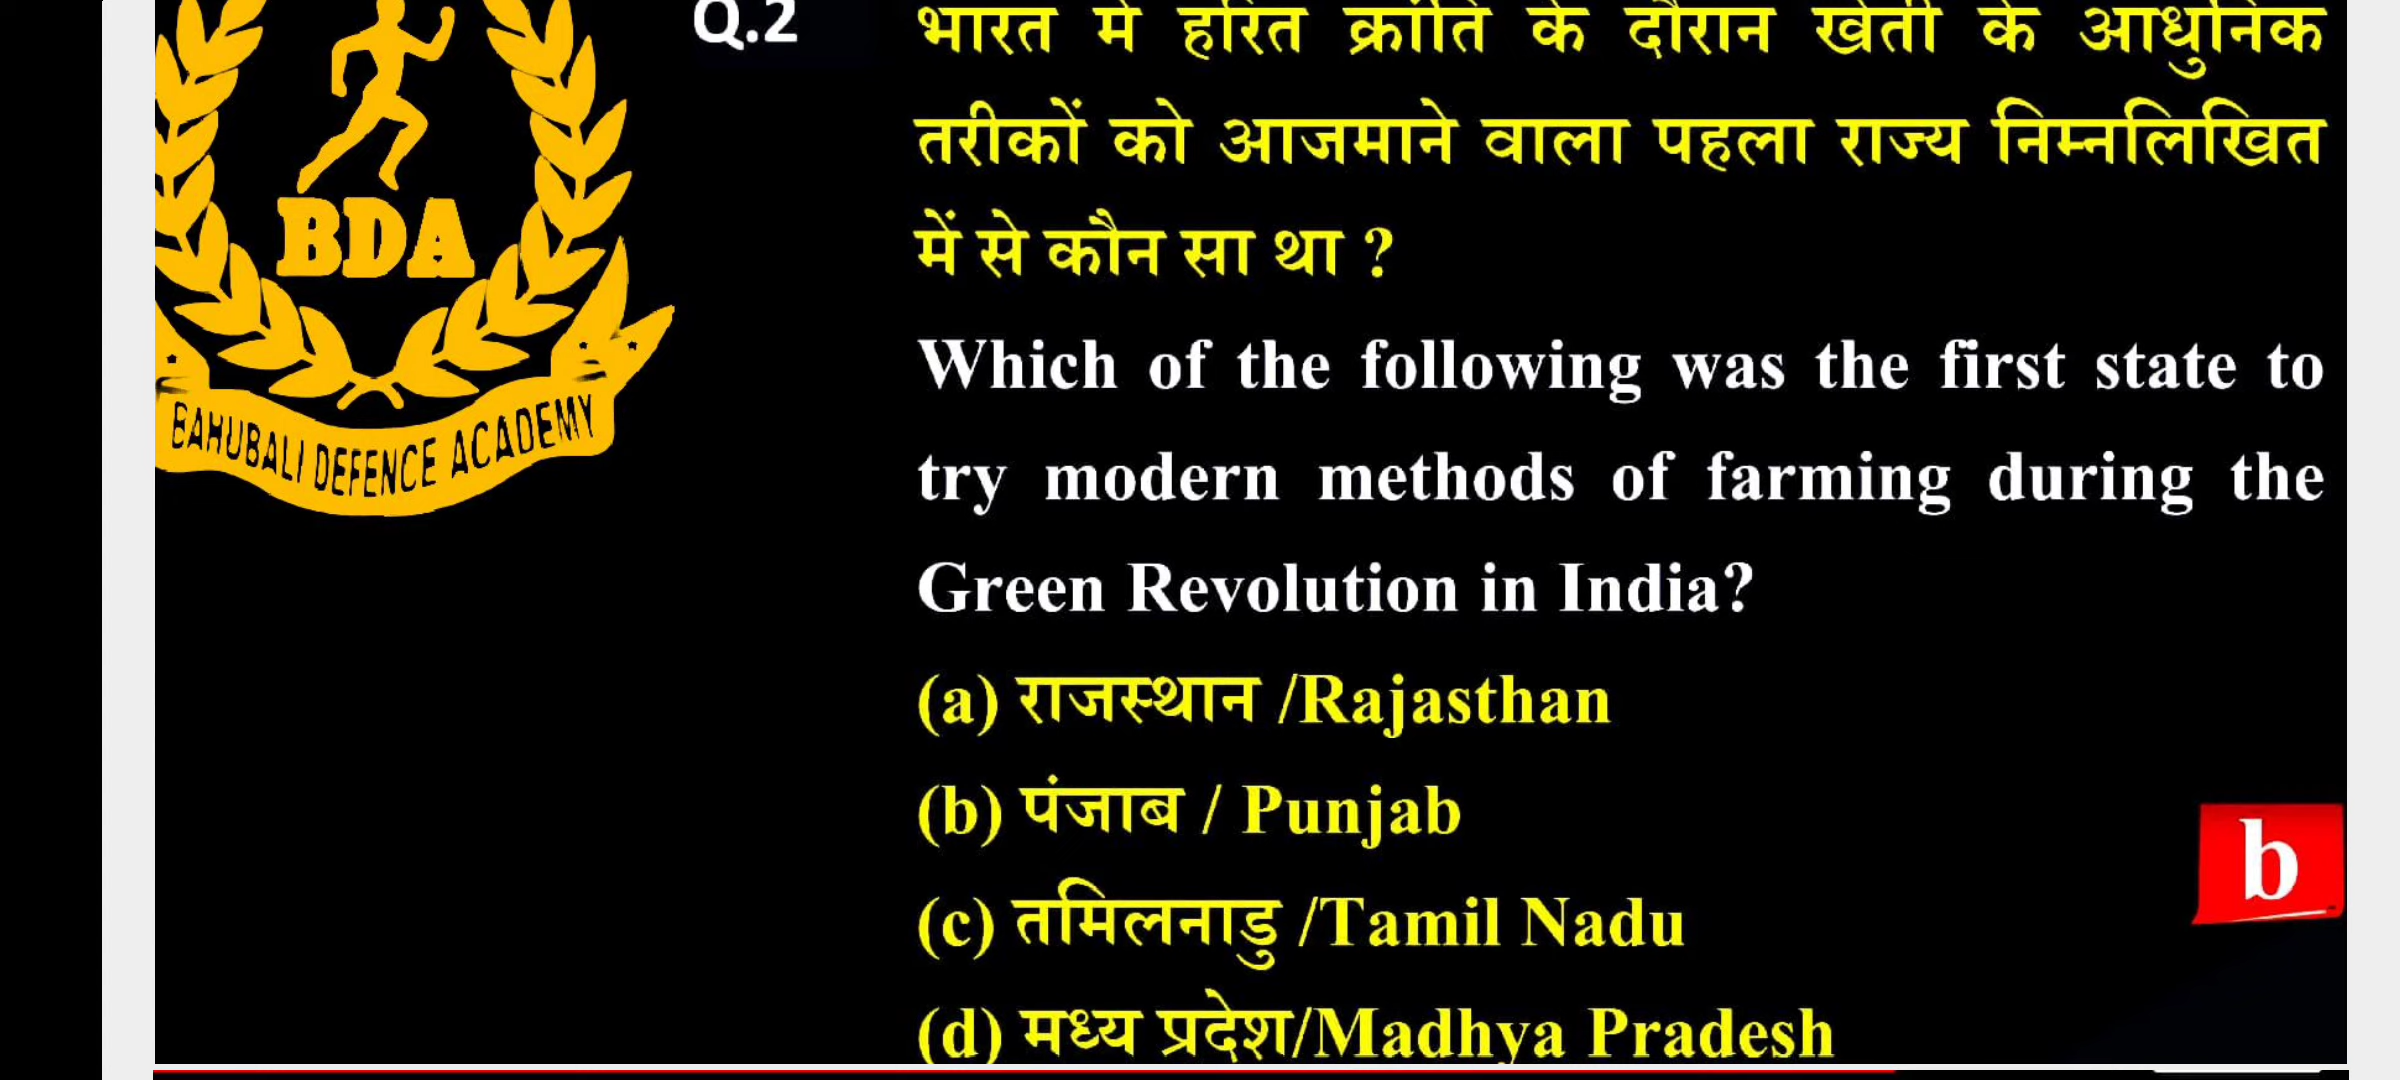 Q.2
भारत में हरित क्रांति के दौरान खेती के आधुनिक
तरीकों को आजमाने वाला पहला राज्य निम्नलिखित
में से कौन सा था ?
Which of the following was the first state to
try modern methods of farming during the
Green Revolution in India?
(a) राजस्थान /Rajasthan
(b) पंजाब / Punjab
(c) तमिलनाडु /Tamil Nadu
(d) मध्य प्रदेश/Madhya Pradesh
b
BDA
BAHUBALI DEFENCE ACADEMY